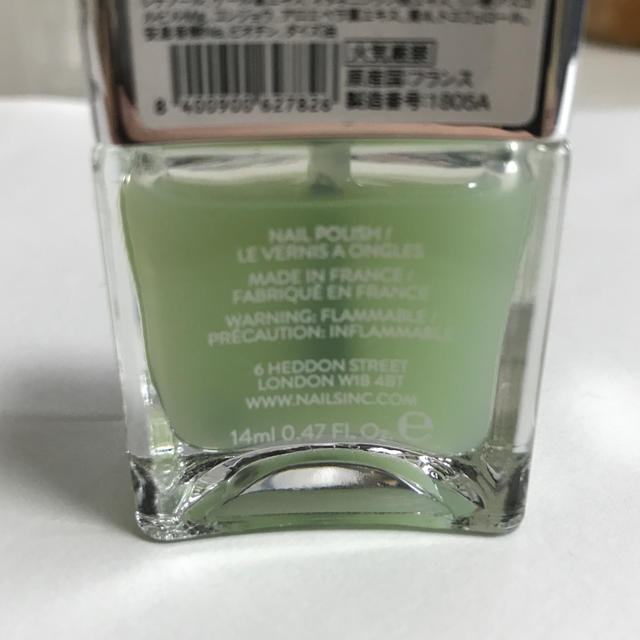 火気厳禁
原産国:フランス
製造番号:1805A
8 400900 627826
NAIL POLISH /
LE VERNIS A ONGLES
MADE IN FRANCE /
FABRIQUÉ EN FRANCE
WARNING: FLAMMABLE /
PRÉCAUTION: INFLAMMABLE
6 HEDDON STREET
LONDON W1B 4BT
WWW.NAILSINC.COM
14ml 0.47 Fl.Oz. e